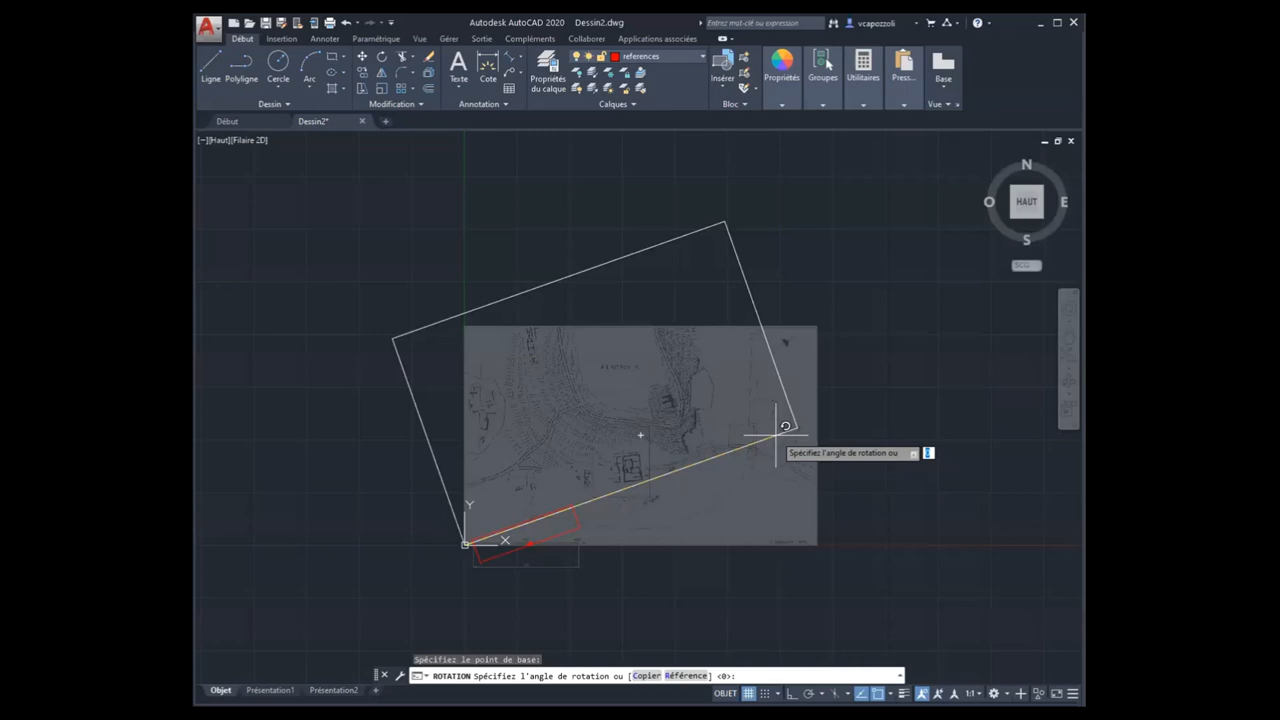 Autodesk AutoCAD 2020 Dessin2.dwg
Entrez mot-clé ou expression
vcapozzoli
Début Insertion Annoter Paramétrique Vue Gérer Sortie Compléments Collaborer Applications associées
references
Ligne Polyligne Cercle Arc
Texte Cote
Propriétés du calque
Insérer
Propriétés Groupes Utilitaires Press... Base
Dessin Modification Annotation Calques Bloc Vue
Début Dessin2*
[−][Haut][Filaire 2D]
N
O HAUT E
S
SCG
Spécifiez l'angle de rotation ou 0
Y
X
Spécifiez le point de base:
ROTATION Spécifiez l'angle de rotation ou [Copier Référence] <0>:
Objet Présentation1 Présentation2 +
OBJET 1:1